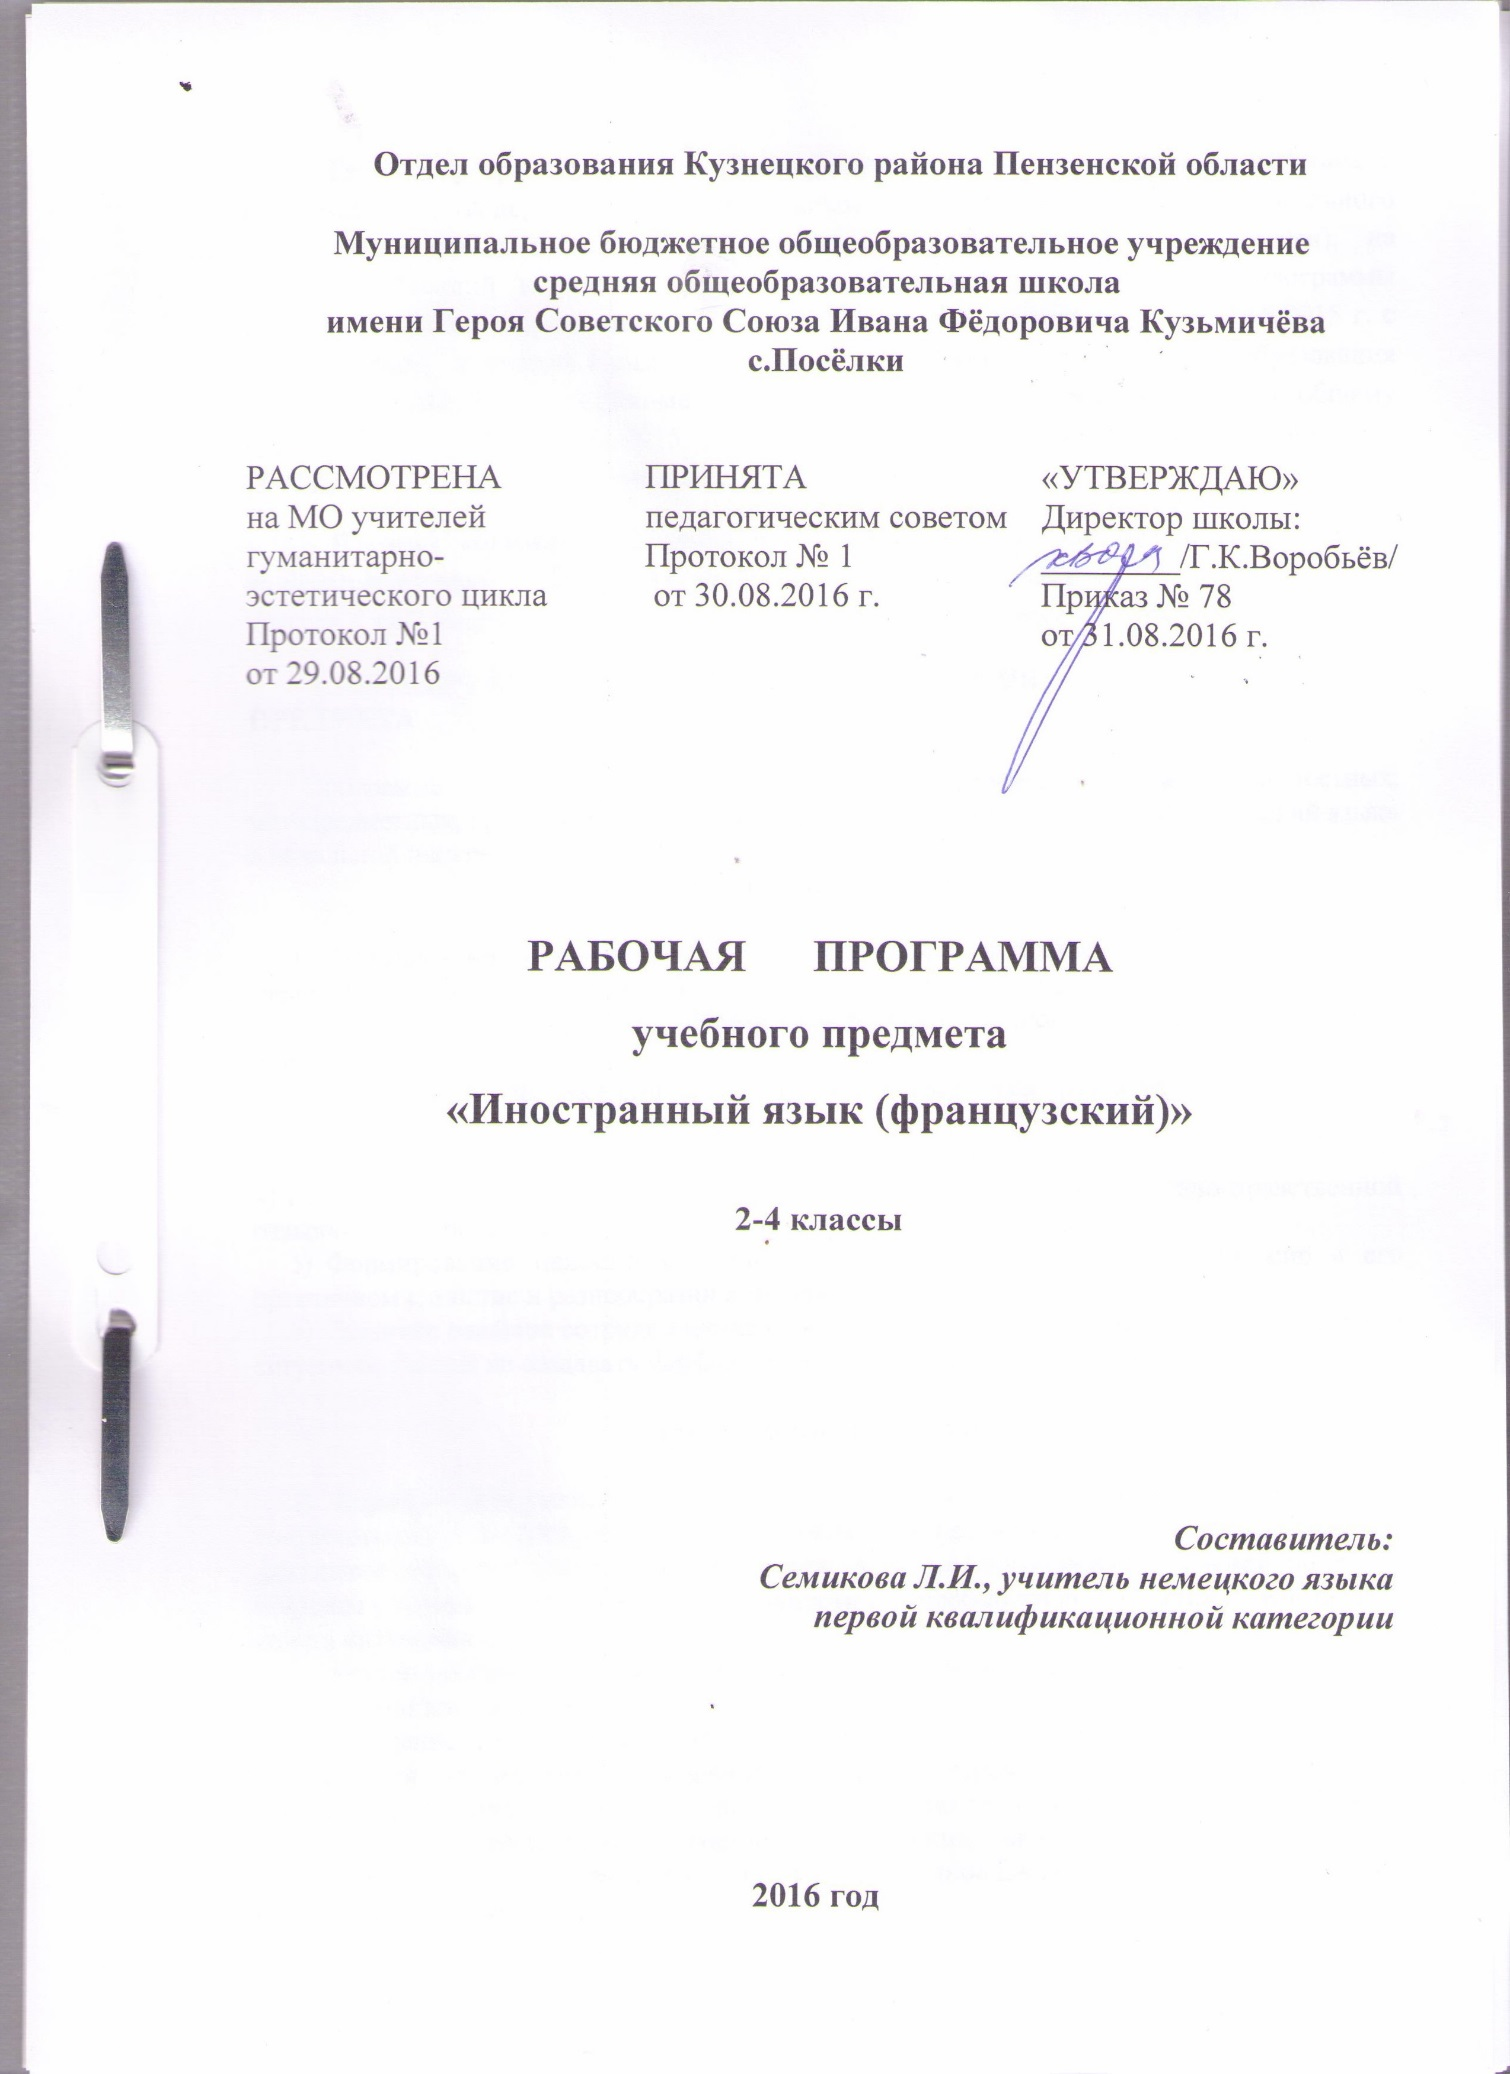 Отдел образования Кузнецкого района Пензенской области
Муниципальное бюджетное общеобразовательное учреждение
средняя общеобразовательная школа
имени Героя Советского Союза Ивана Фёдоровича Кузьмичёва
с.Посёлки
РАССМОТРЕНА
на МО учителей
гуманитарно-
эстетического цикла
Протокол №1
от 29.08.2016
ПРИНЯТА
педагогическим советом
Протокол № 1
от 30.08.2016 г.
«УТВЕРЖДАЮ»
Директор школы:
/Г.К.Воробьёв/
Приказ № 78
от 31.08.2016 г.
РАБОЧАЯ ПРОГРАММА
учебного предмета
«Иностранный язык (французский)»
2-4 классы
Составитель:
Семикова Л.И., учитель немецкого языка
первой квалификационной категории
2016 год